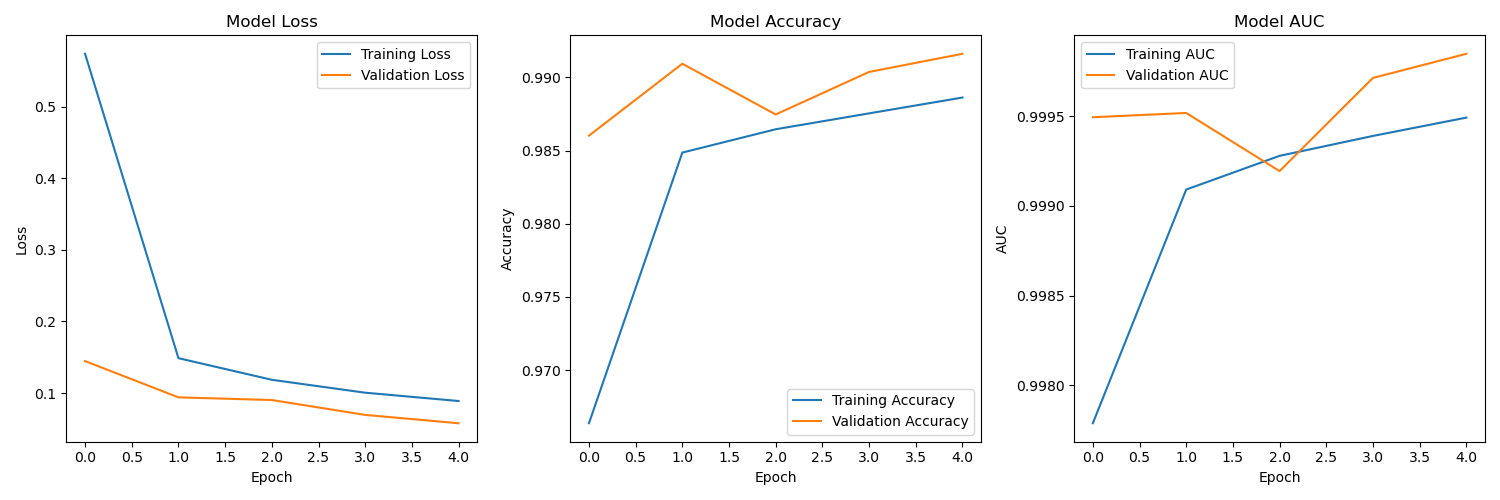 Model Loss
Training Loss
Validation Loss
0.5
0.4
0.3
0.2
0.1
Loss
0.0 0.5 1.0 1.5 2.0 2.5 3.0 3.5 4.0
Epoch
Model Accuracy
0.990
0.985
0.980
0.975
0.970
Accuracy
Training Accuracy
Validation Accuracy
0.0 0.5 1.0 1.5 2.0 2.5 3.0 3.5 4.0
Epoch
Model AUC
Training AUC
Validation AUC
0.9995
0.9990
0.9985
0.9980
AUC
0.0 0.5 1.0 1.5 2.0 2.5 3.0 3.5 4.0
Epoch